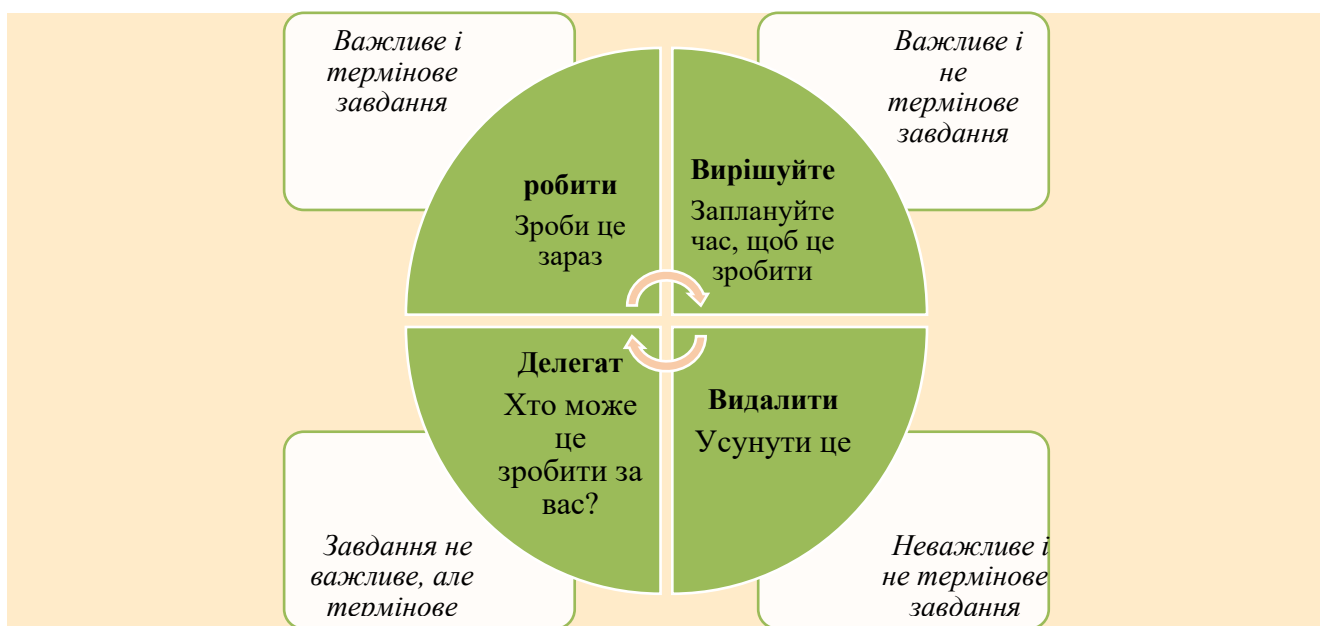 Важливе і
термінове
завдання
Важливе і
не
термінове
завдання
робити
Зроби це
зараз
Вирішуйте
Заплануйте
час, щоб це
зробити
Делегат
Хто може
це
зробити за
вас?
Видалити
Усунути це
Завдання не
важливе, але
термінове
Неважливе і
не термінове
завдання